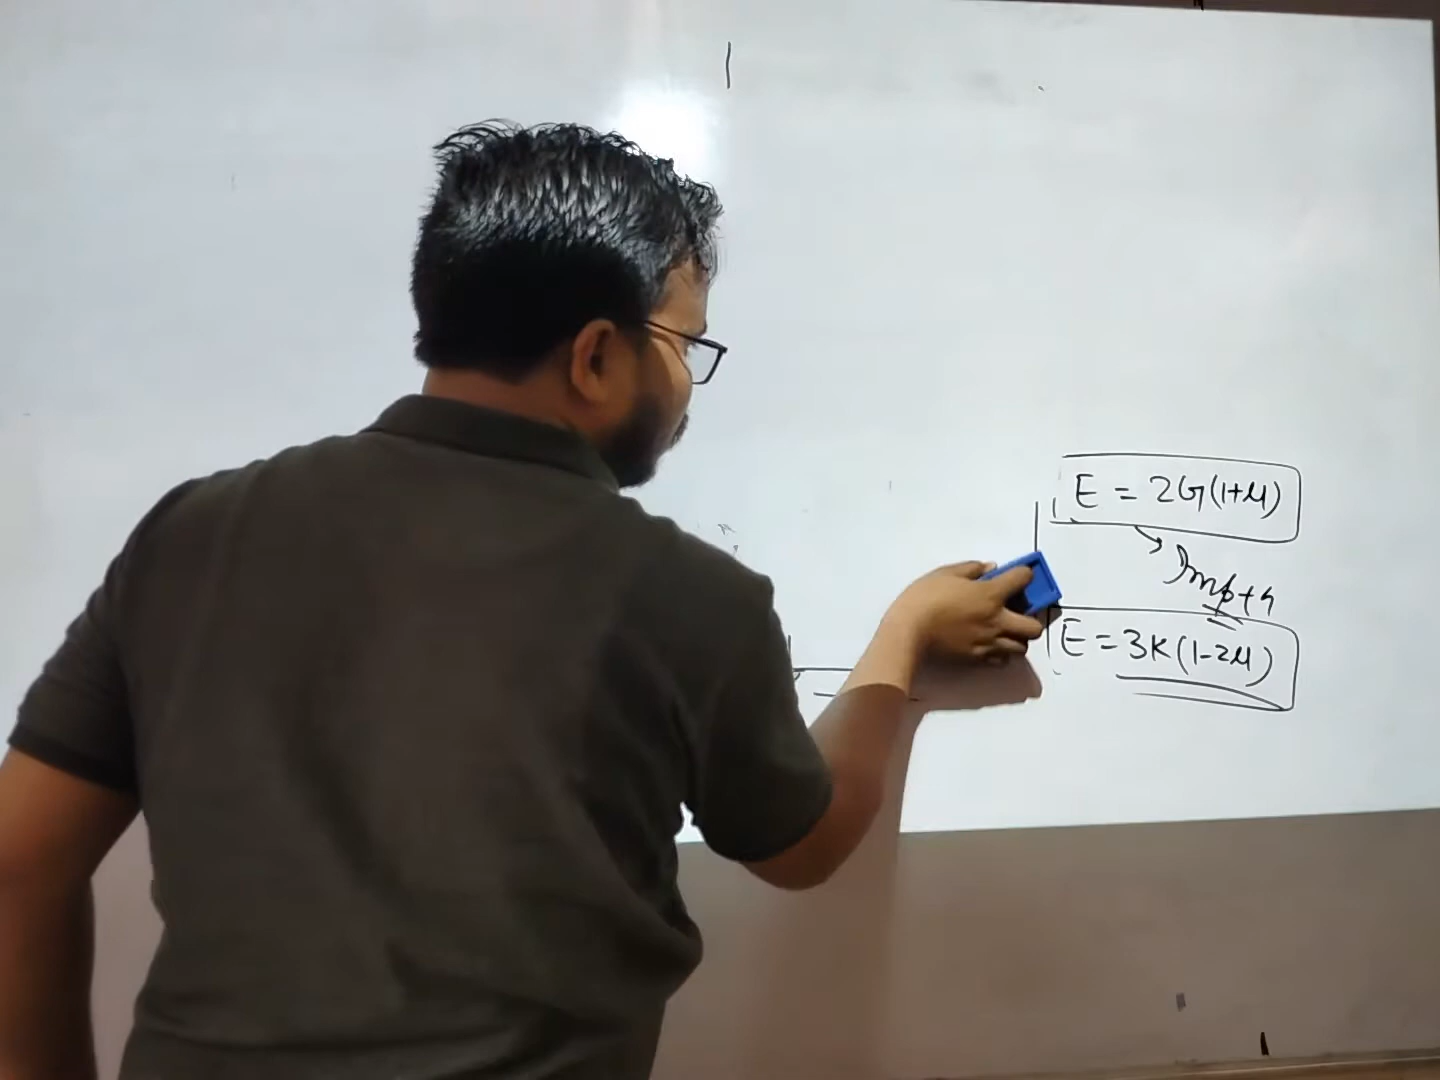 E = 2G(1+μ)
Imp+n
E = 3K(1-2μ)